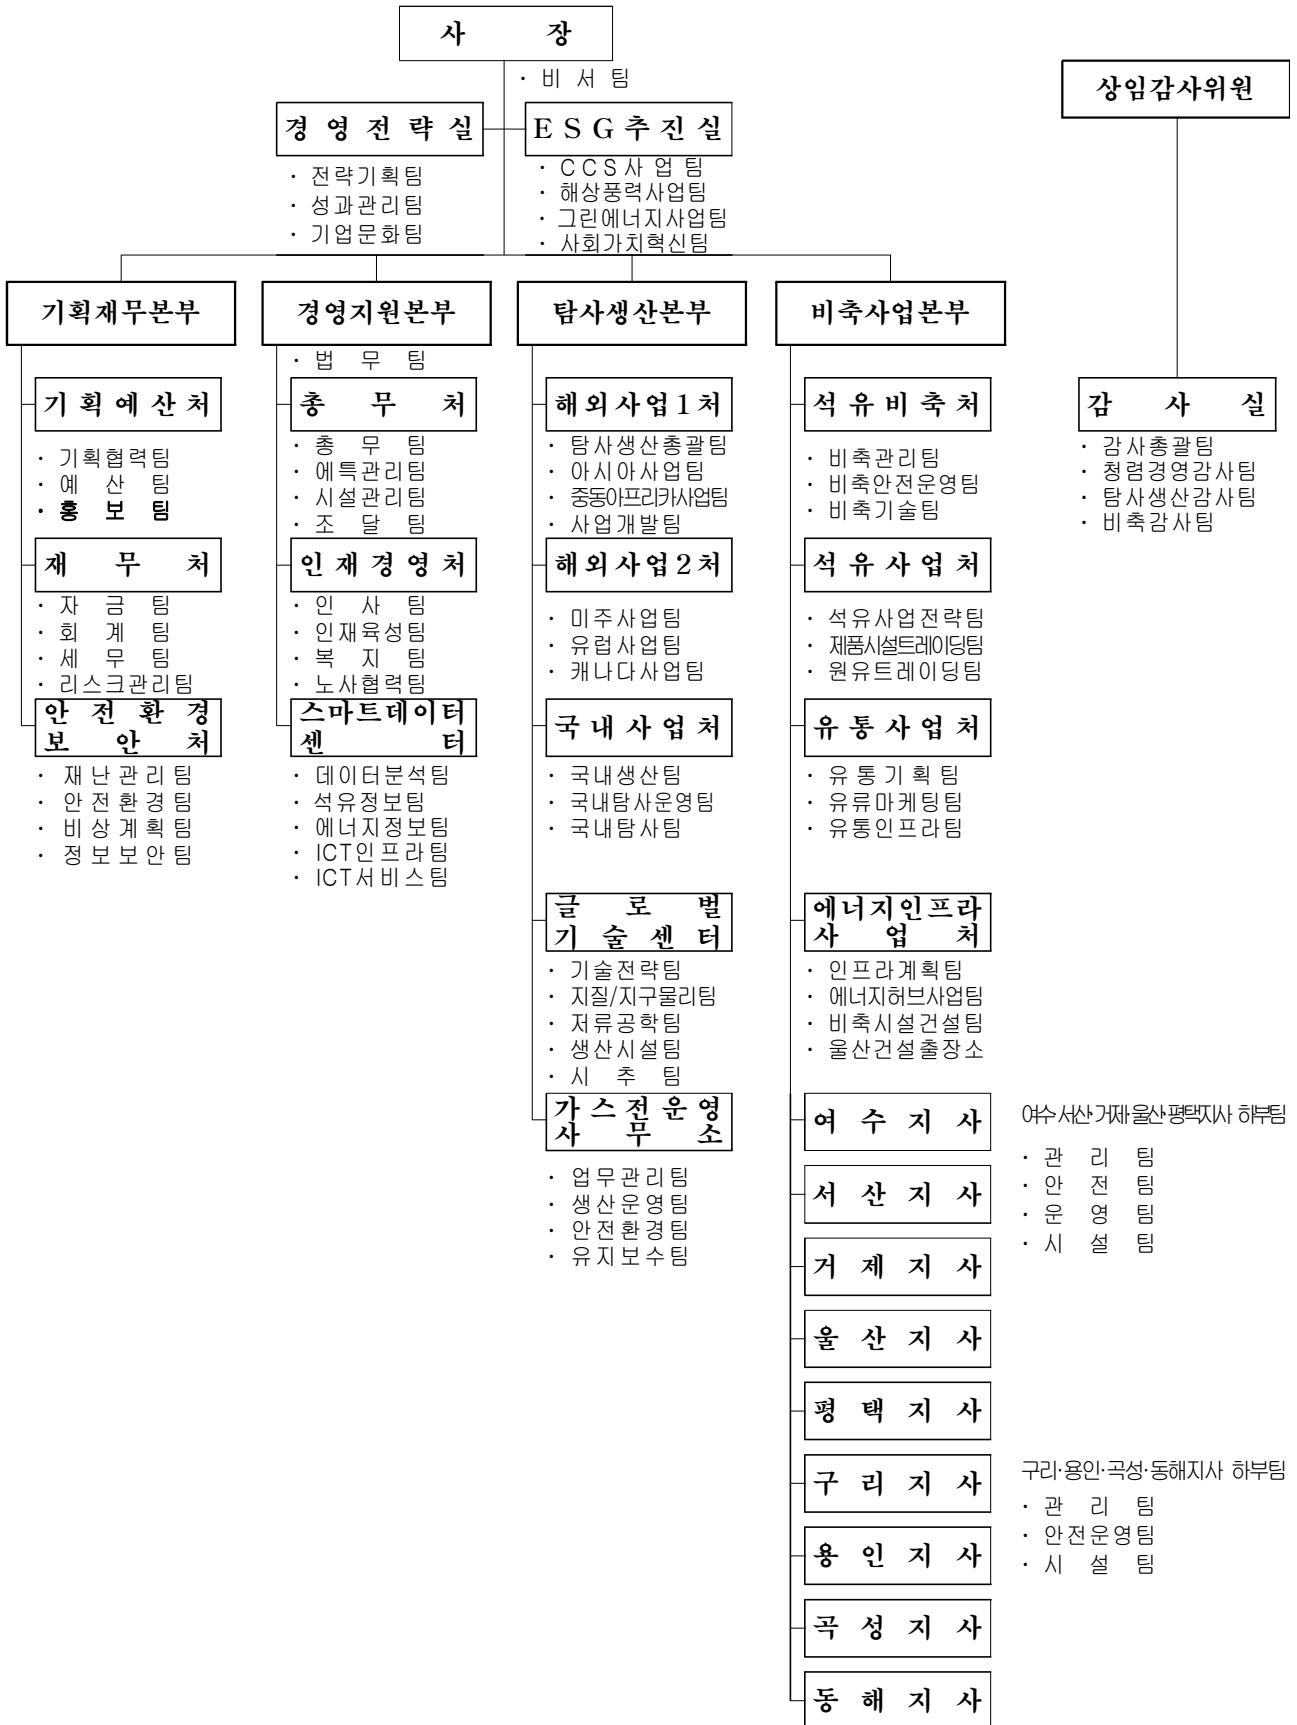 사 장
· 비 서 팀
상임감사위원
경 영 전 략 실
E S G 추 진 실
· 전략기획팀
· 성과관리팀
· 기업문화팀
· C C S 사 업 팀
· 해상풍력사업팀
· 그린에너지사업팀
· 사회가치혁신팀
기획재무본부
기 획 예 산 처
· 기획협력팀
· 예 산 팀
· 홍 보 팀
재 무 처
· 자 금 팀
· 회 계 팀
· 세 무 팀
· 리스크관리팀
안 전 환 경
보 안 처
· 재난관리팀
· 안전환경팀
· 비상계획팀
· 정보보안팀
경영지원본부
· 법 무 팀
총 무 처
· 총 무 팀
· 에특관리팀
· 시설관리팀
· 조 달 팀
인 재 경 영 처
· 인 사 팀
· 인재육성팀
· 복 지 팀
· 노사협력팀
스마트데이터
센 터
· 데이터분석팀
· 석유정보팀
· 에너지정보팀
· ICT인프라팀
· ICT서비스팀
탐사생산본부
해외사업1처
· 탐사생산총괄팀
· 아시아사업팀
· 중동아프리카사업팀
· 사업개발팀
해외사업2처
· 미주사업팀
· 유럽사업팀
· 캐나다사업팀
국 내 사 업 처
· 국내생산팀
· 국내탐사운영팀
· 국내탐사팀
글 로 벌
기 술 센 터
· 기술전략팀
· 지질/지구물리팀
· 저류공학팀
· 생산시설팀
· 시 추 팀
가 스 전 운 영
사 무 소
· 업무관리팀
· 생산운영팀
· 안전환경팀
· 유지보수팀
비축사업본부
석 유 비 축 처
· 비축관리팀
· 비축안전운영팀
· 비축기술팀
석 유 사 업 처
· 석유사업전략팀
· 제품시설트레이딩팀
· 원유트레이딩팀
유 통 사 업 처
· 유통기획팀
· 유류마케팅팀
· 유통인프라팀
에너지인프라
사 업 처
· 인프라계획팀
· 에너지허브사업팀
· 비축시설건설팀
· 울산건설출장소
여 수 지 사
서 산 지 사
거 제 지 사
울 산 지 사
평 택 지 사
구 리 지 사
용 인 지 사
곡 성 지 사
동 해 지 사
여수·서산·거제·울산·평택지사 하부팀
· 관 리 팀
· 안 전 팀
· 운 영 팀
· 시 설 팀
구리·용인·곡성·동해지사 하부팀
· 관 리 팀
· 안전운영팀
· 시 설 팀
감 사 실
· 감사총괄팀
· 청렴경영감사팀
· 탐사생산감사팀
· 비축감사팀